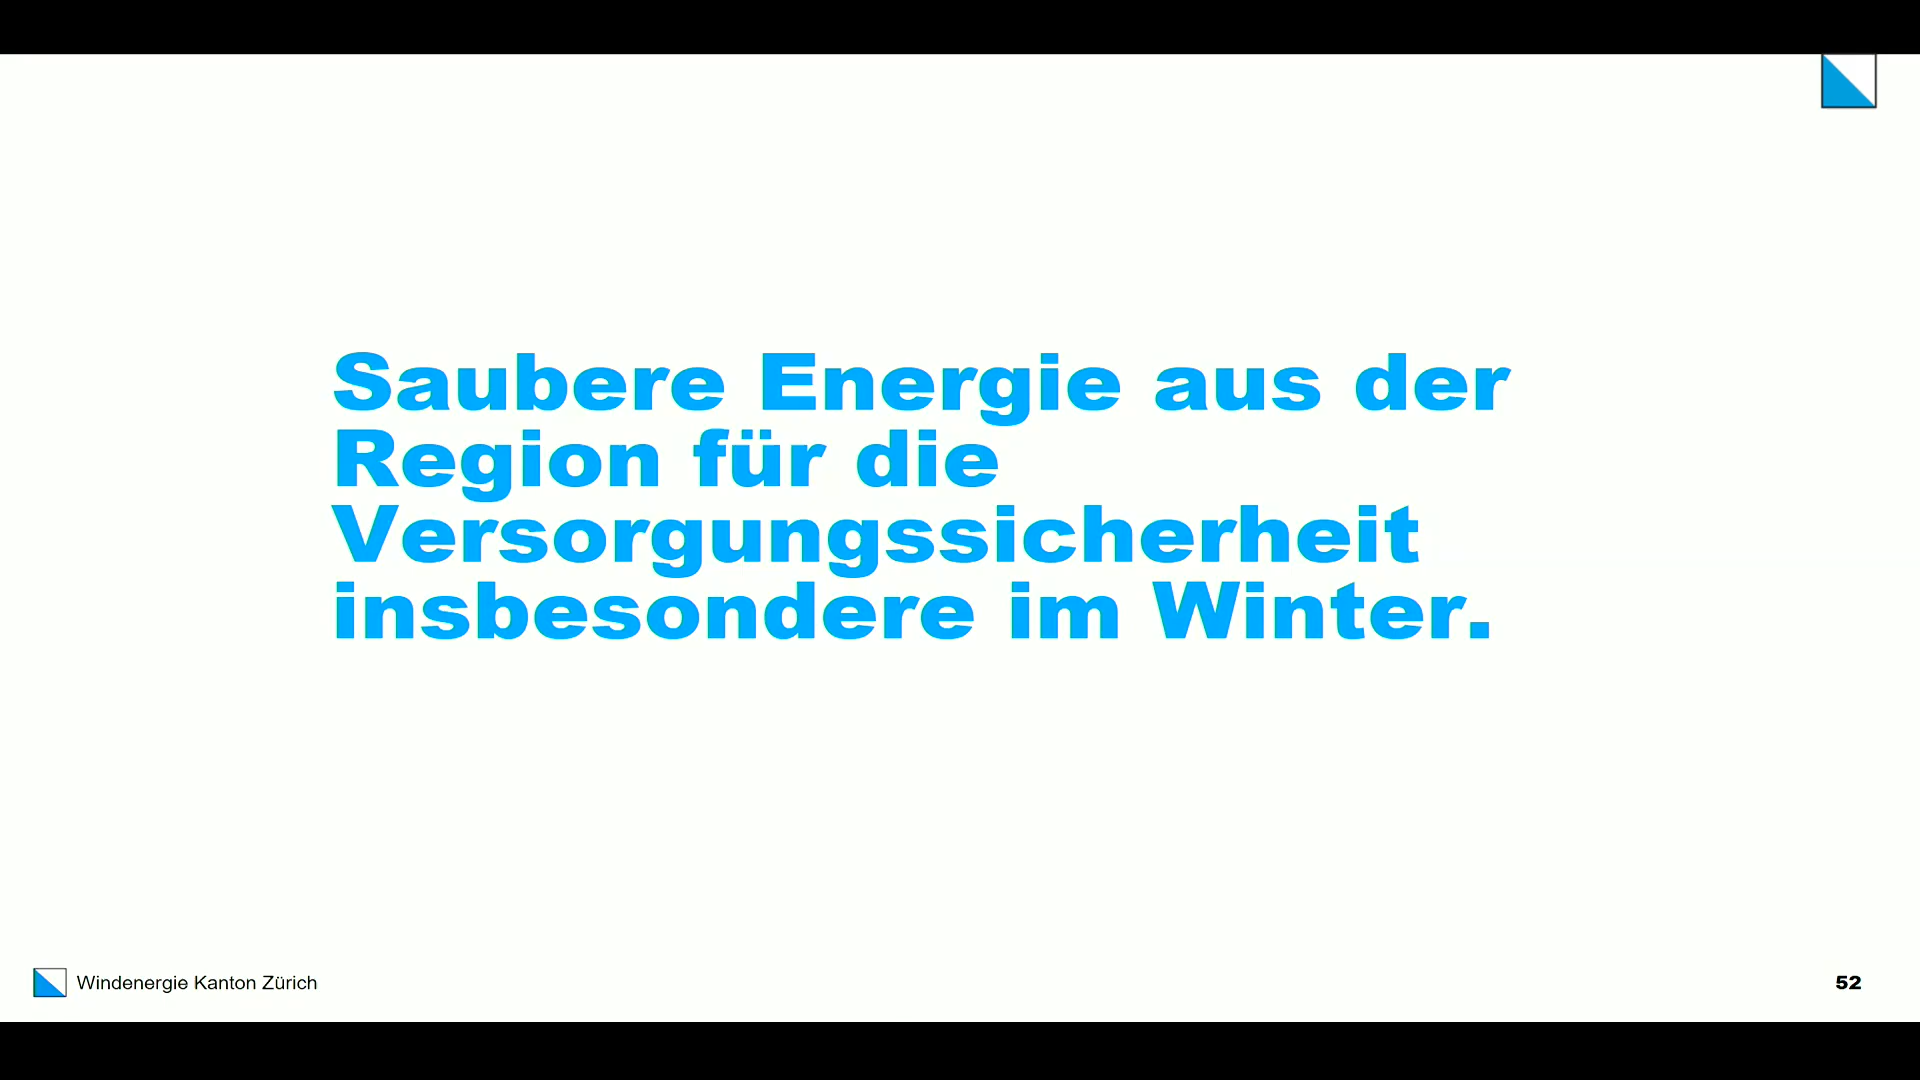 Saubere Energie aus der
Region für die
Versorgungssicherheit
insbesondere im Winter.
Windenergie Kanton Zürich
52